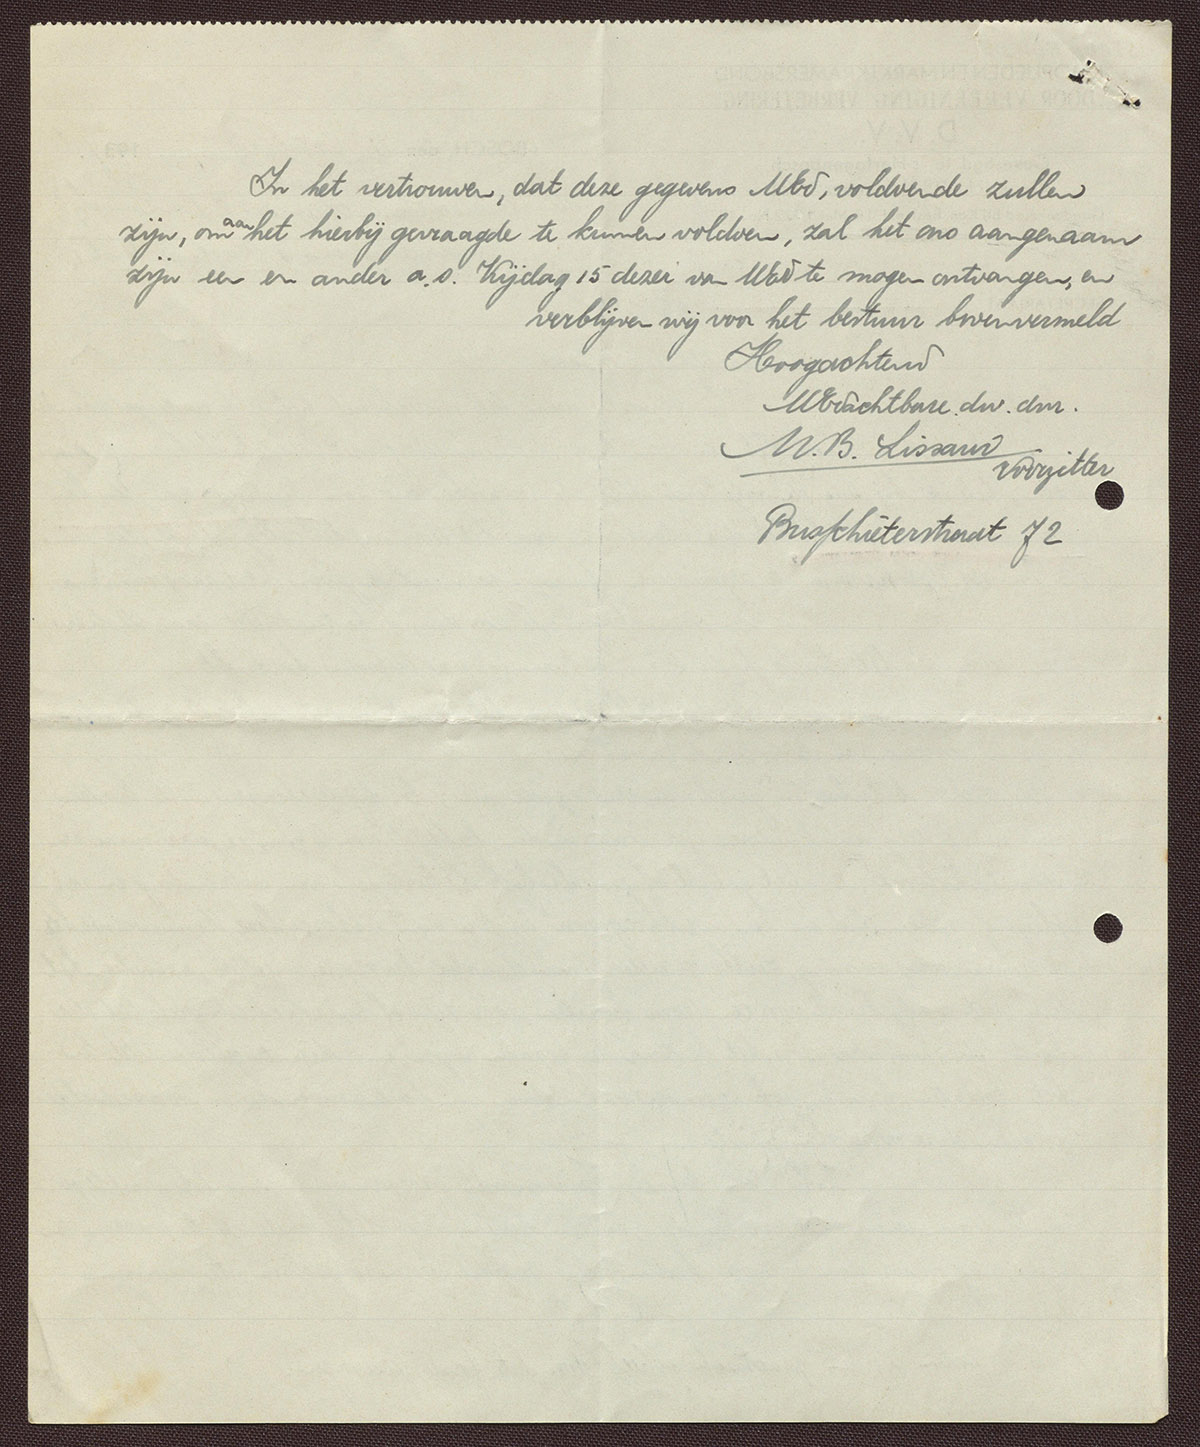 In het vertrouwen, dat deze gegevens UEd, voldoende zullen
zijn, om aan het hierbij gevraagde te kunnen voldoen, zal het ons aangenaam
zijn een en ander a.s. Vrijdag 15 dezer van UEd te mogen ontvangen, en
verblijven wij voor het bestuur bovenvermeld
Hoogachtend
UEdachtbare. dw. dnr.
M. B. Lissauw
Voorzitter
Busschieterstraat 72